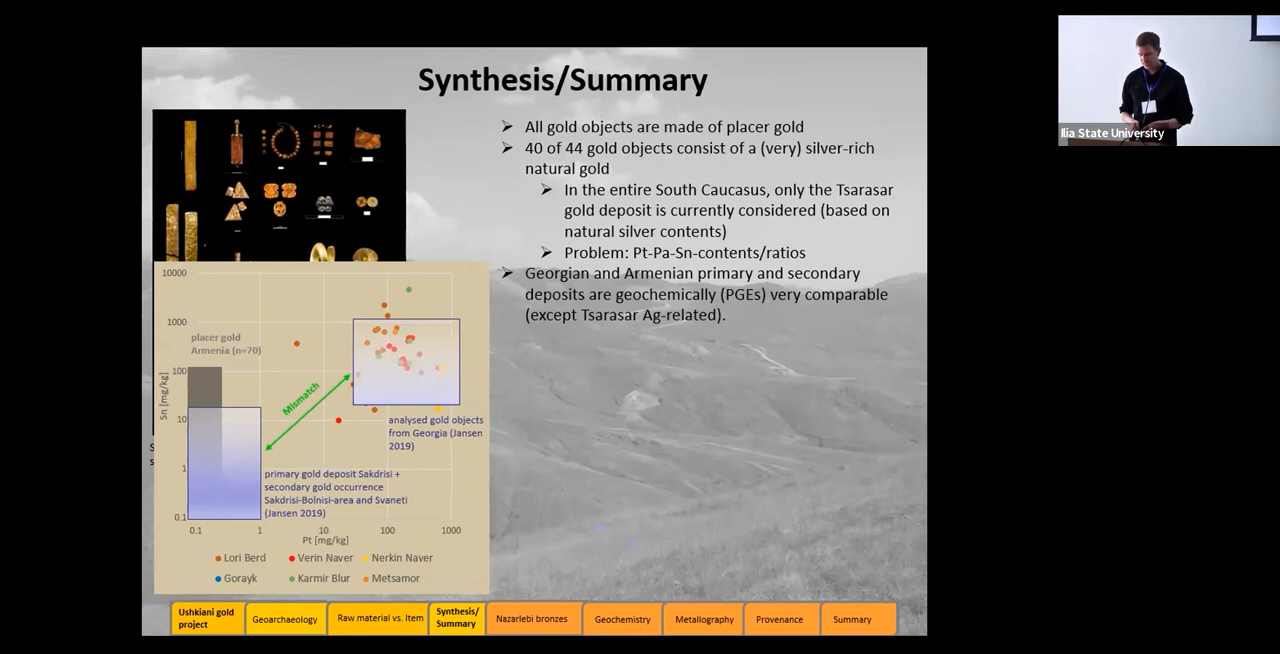 Synthesis/Summary
➢ All gold objects are made of placer gold
➢ 40 of 44 gold objects consist of a (very) silver-rich
natural gold
➢ In the entire South Caucasus, only the Tsarasar
gold deposit is currently considered (based on
natural silver contents)
➢ Problem: Pt-Pa-Sn-contents/ratios
➢ Georgian and Armenian primary and secondary
deposits are geochemically (PGEs) very comparable
(except Tsarasar Ag-related).
10000
1000
100
10
1
0.1
Sn [mg/kg]
placer gold
Armenia (n=70)
Mismatch
analysed gold objects
from Georgia (Jansen
2019)
primary gold deposit Sakdrisi +
secondary gold occurrence
Sakdrisi-Bolnisi-area and Svaneti
(Jansen 2019)
0.1 1 10 100 1000
Pt [mg/kg]
Lori Berd Verin Naver Nerkin Naver
Gorayk Karmir Blur Metsamor
Ushkiani gold
project
Geoarchaeology
Raw material vs. Item
Synthesis/
Summary
Nazarlebi bronzes
Geochemistry
Metallography
Provenance
Summary
Ilia State University